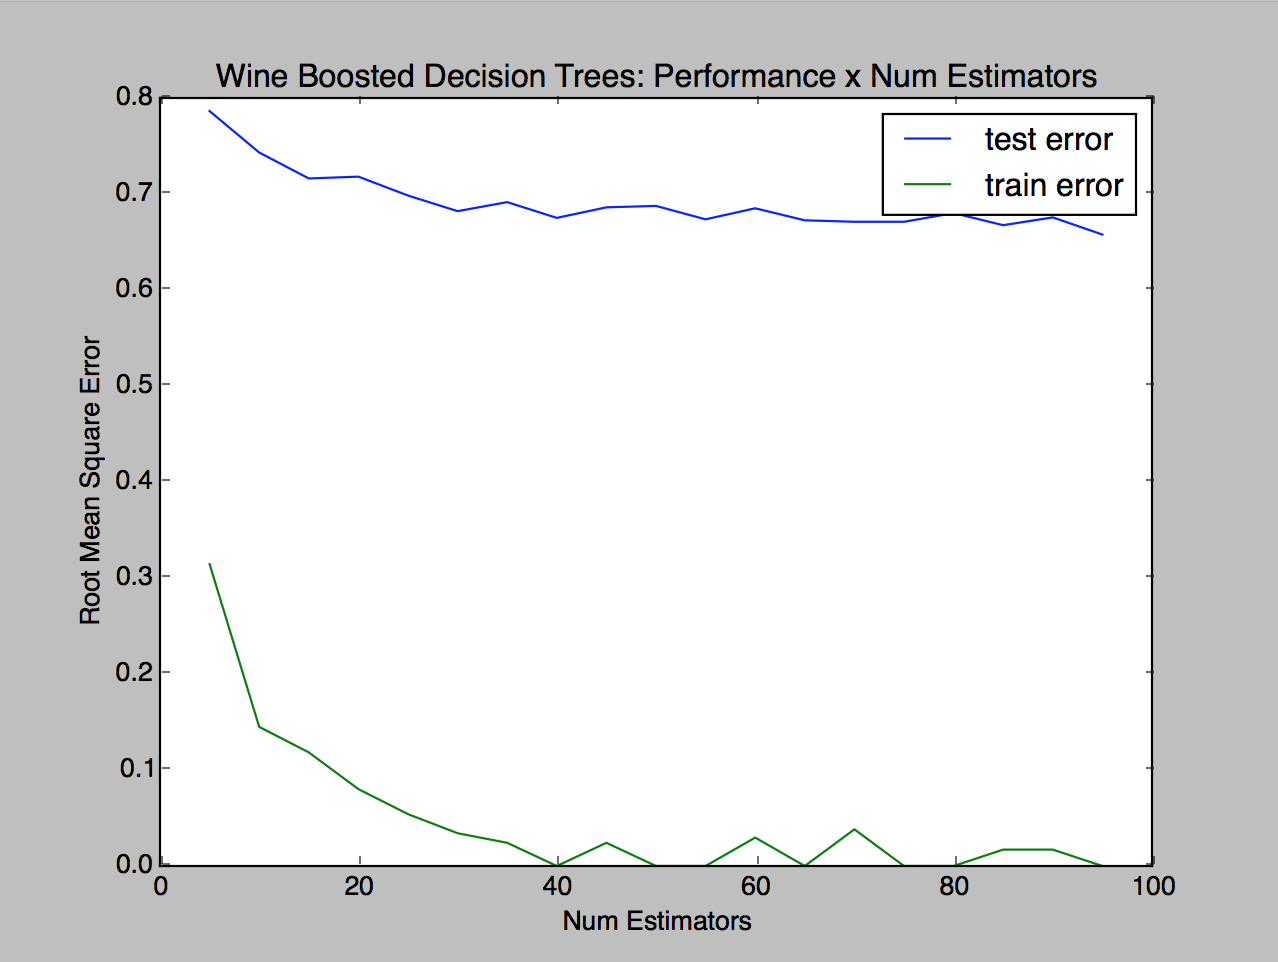 Wine Boosted Decision Trees: Performance x Num Estimators
test error
train error
Root Mean Square Error
0.8
0.7
0.6
0.5
0.4
0.3
0.2
0.1
0.0
0 20 40 60 80 100
Num Estimators